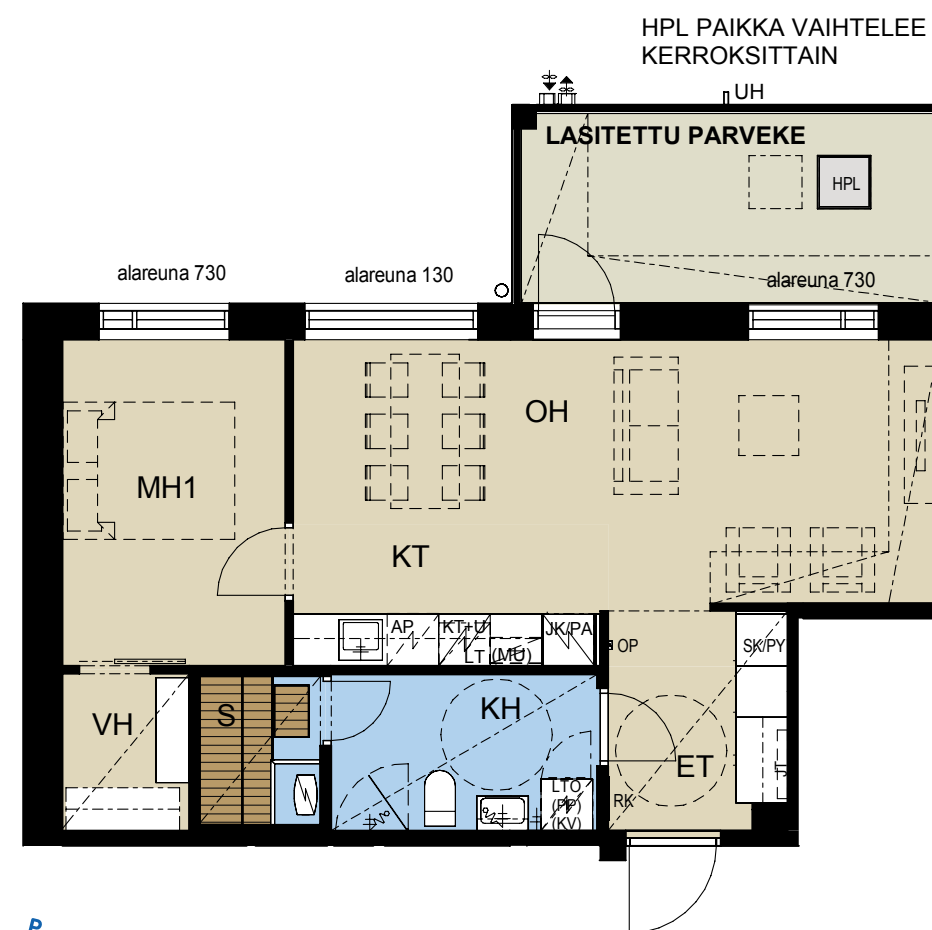 HPL PAIKKA VAIHTELEE
KERROKSITTAIN
UH
LASITETTU PARVEKE
HPL
alareuna 730
alareuna 130
alareuna 730
OH
MH1
KT
AP
KT+U
JK/PA
LT (MU)
OP
SK/PY
VH
S
KH
ET
LTO
(PP)
(KV)
RK